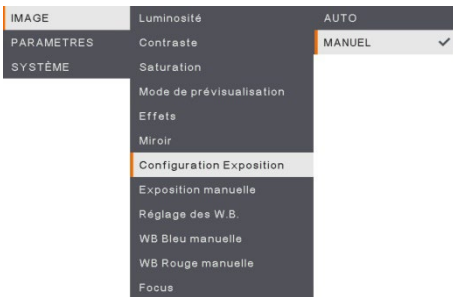 IMAGE
PARAMETRES
SYSTÈME
Luminosité
Contraste
Saturation
Mode de prévisualisation
Effets
Miroir
Configuration Exposition
Exposition manuelle
Réglage des W.B.
WB Bleu manuelle
WB Rouge manuelle
Focus
AUTO
MANUEL